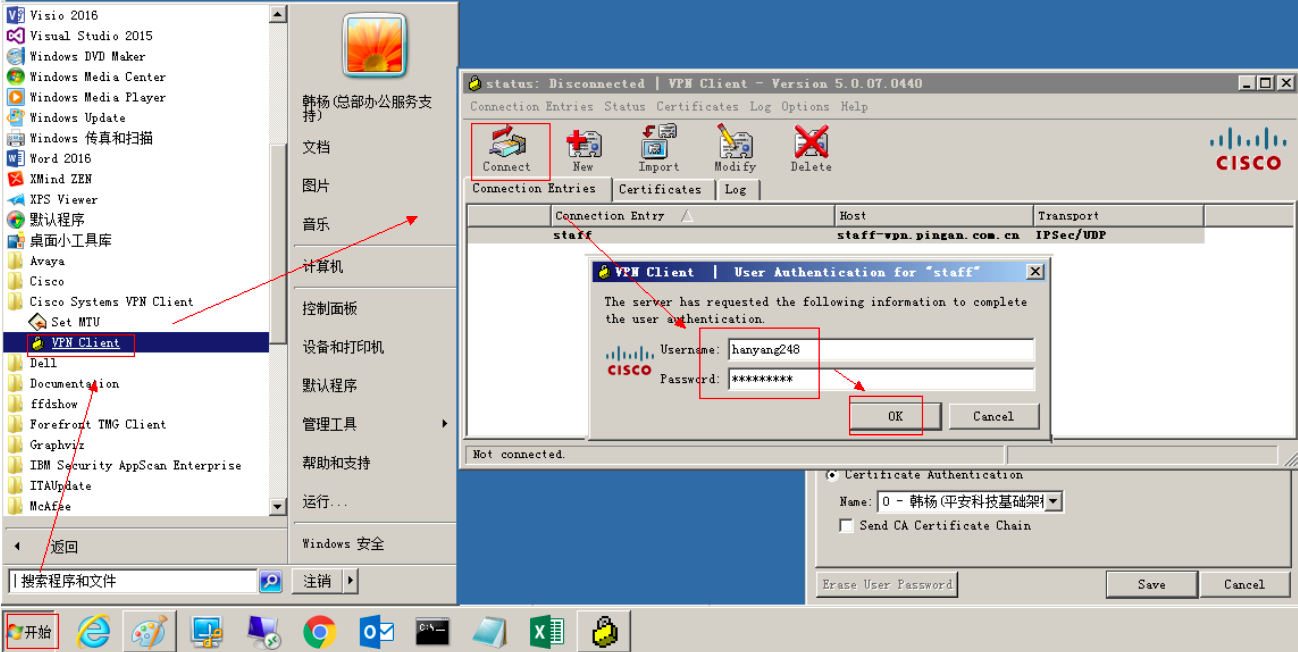 Visio 2016
Visual Studio 2015
Windows DVD Maker
Windows Media Center
Windows Media Player
Windows Update
Windows 传真和扫描
Word 2016
XMind ZEN
XPS Viewer
默认程序
桌面小工具库
Avaya
Cisco
Cisco Systems VPN Client
Set MTU
VPN Client
Dell
Documentation
ffdshow
Forefront TMG Client
Graphviz
IBM Security AppScan Enterprise
ITAUpdate
McAfee
返回
搜索程序和文件
韩杨(总部办公服务支
持)
文档
图片
音乐
计算机
控制面板
设备和打印机
默认程序
管理工具
帮助和支持
运行...
Windows 安全
注销
status: Disconnected | VPN Client - Version 5.0.07.0440
Connection Entries Status Certificates Log Options Help
Connect New Import Modify Delete
CISCO
Connection Entries Certificates Log
Connection Entry Host Transport
staff staff-vpn.pingan.com.cn IPSec/UDP
VPN Client | User Authentication for "staff"
The server has requested the following information to complete
the user authentication.
CISCO
Username: hanyang248
Password: *********
OK Cancel
Not connected.
Certificate Authentication
Name: 0 - 韩杨(平安科技基础架构
Send CA Certificate Chain
Erase User Password Save Cancel
开始